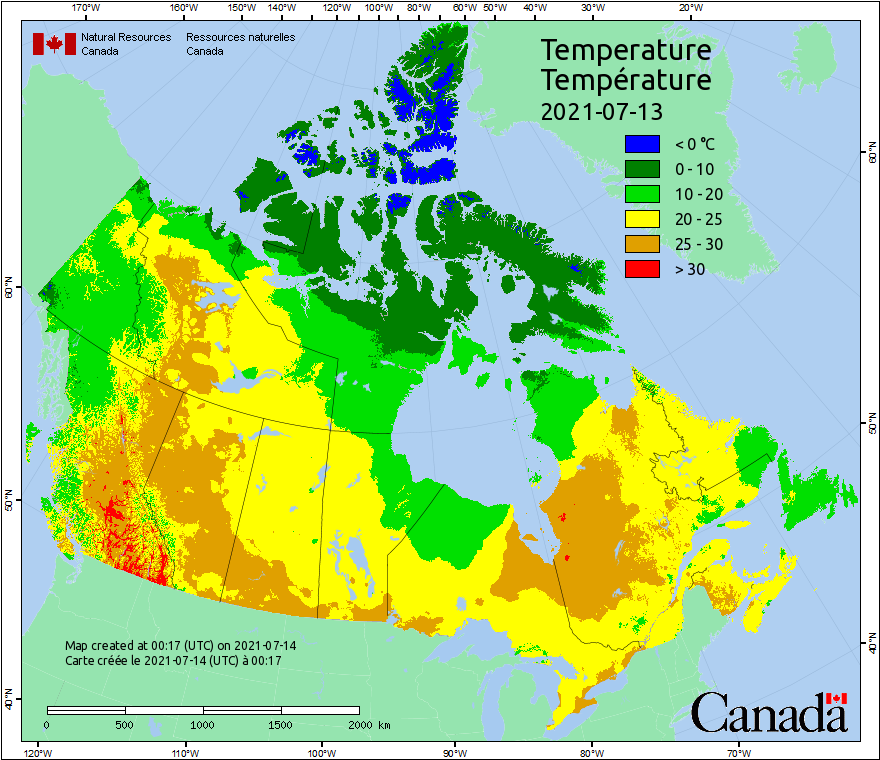 170°W 160°W 150°W 140°W 120°W 100°W 80°W 60°W 50°W 40°W 30°W 20°W
Natural Resources
Canada
Ressources naturelles
Canada
Temperature
Température
2021-07-13
< 0 °C
0 - 10
10 - 20
20 - 25
25 - 30
> 30
60°N
60°N
50°N
50°N
40°N
40°N
Map created at 00:17 (UTC) on 2021-07-14
Carte créée le 2021-07-14 (UTC) à 00:17
0 500 1000 1500 2000 km
Canada
120°W 110°W 100°W 90°W 80°W 70°W